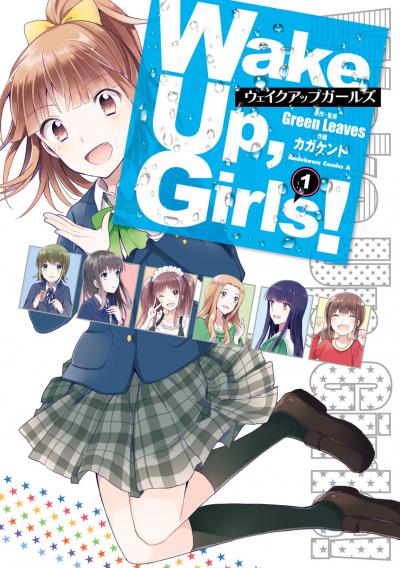 Wake
Up,
Girls!
ウェイクアップガールズ
原作・監修
Green Leaves
作画
カガケント
Kadokawa Comics A
1